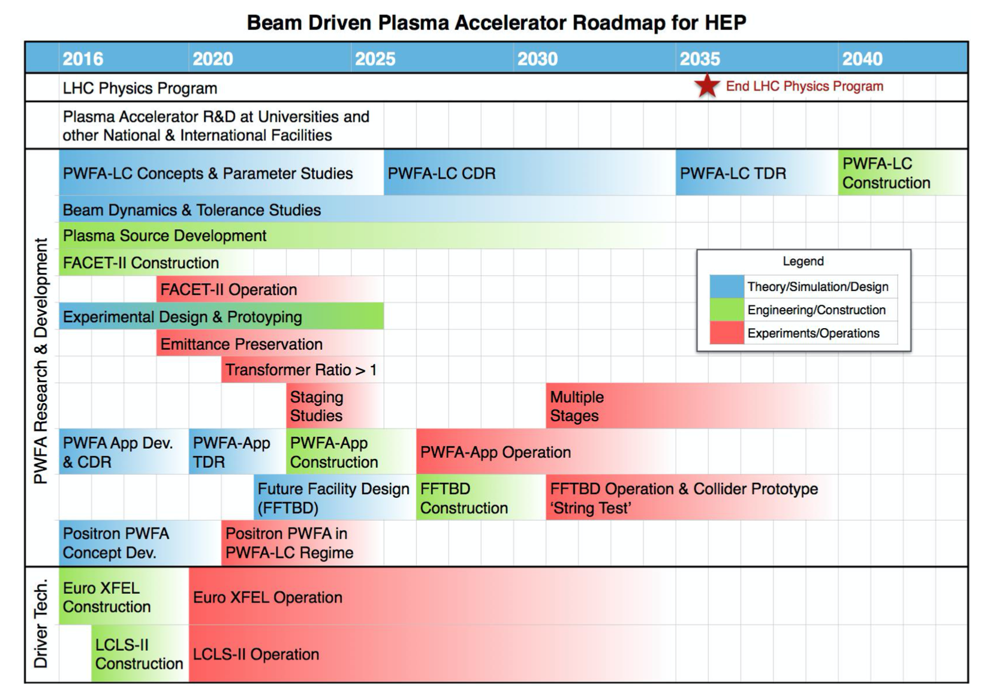 Beam Driven Plasma Accelerator Roadmap for HEP
2016 2020 2025 2030 2035 2040
LHC Physics Program
End LHC Physics Program
Plasma Accelerator R&D at Universities and
other National & International Facilities
PWFA Research & Development
PWFA-LC Concepts & Parameter Studies
PWFA-LC CDR
PWFA-LC TDR
PWFA-LC
Construction
Beam Dynamics & Tolerance Studies
Plasma Source Development
FACET-II Construction
FACET-II Operation
Experimental Design & Protoyping
Emittance Preservation
Transformer Ratio > 1
Staging
Studies
Multiple
Stages
PWFA App Dev.
& CDR
PWFA-App
TDR
PWFA-App
Construction
PWFA-App Operation
Future Facility Design
(FFTBD)
FFTBD
Construction
FFTBD Operation & Collider Prototype
‘String Test’
Positron PWFA
Concept Dev.
Positron PWFA in
PWFA-LC Regime
Legend
Theory/Simulation/Design
Engineering/Construction
Experiments/Operations
Driver Tech.
Euro XFEL
Construction
Euro XFEL Operation
LCLS-II
Construction
LCLS-II Operation